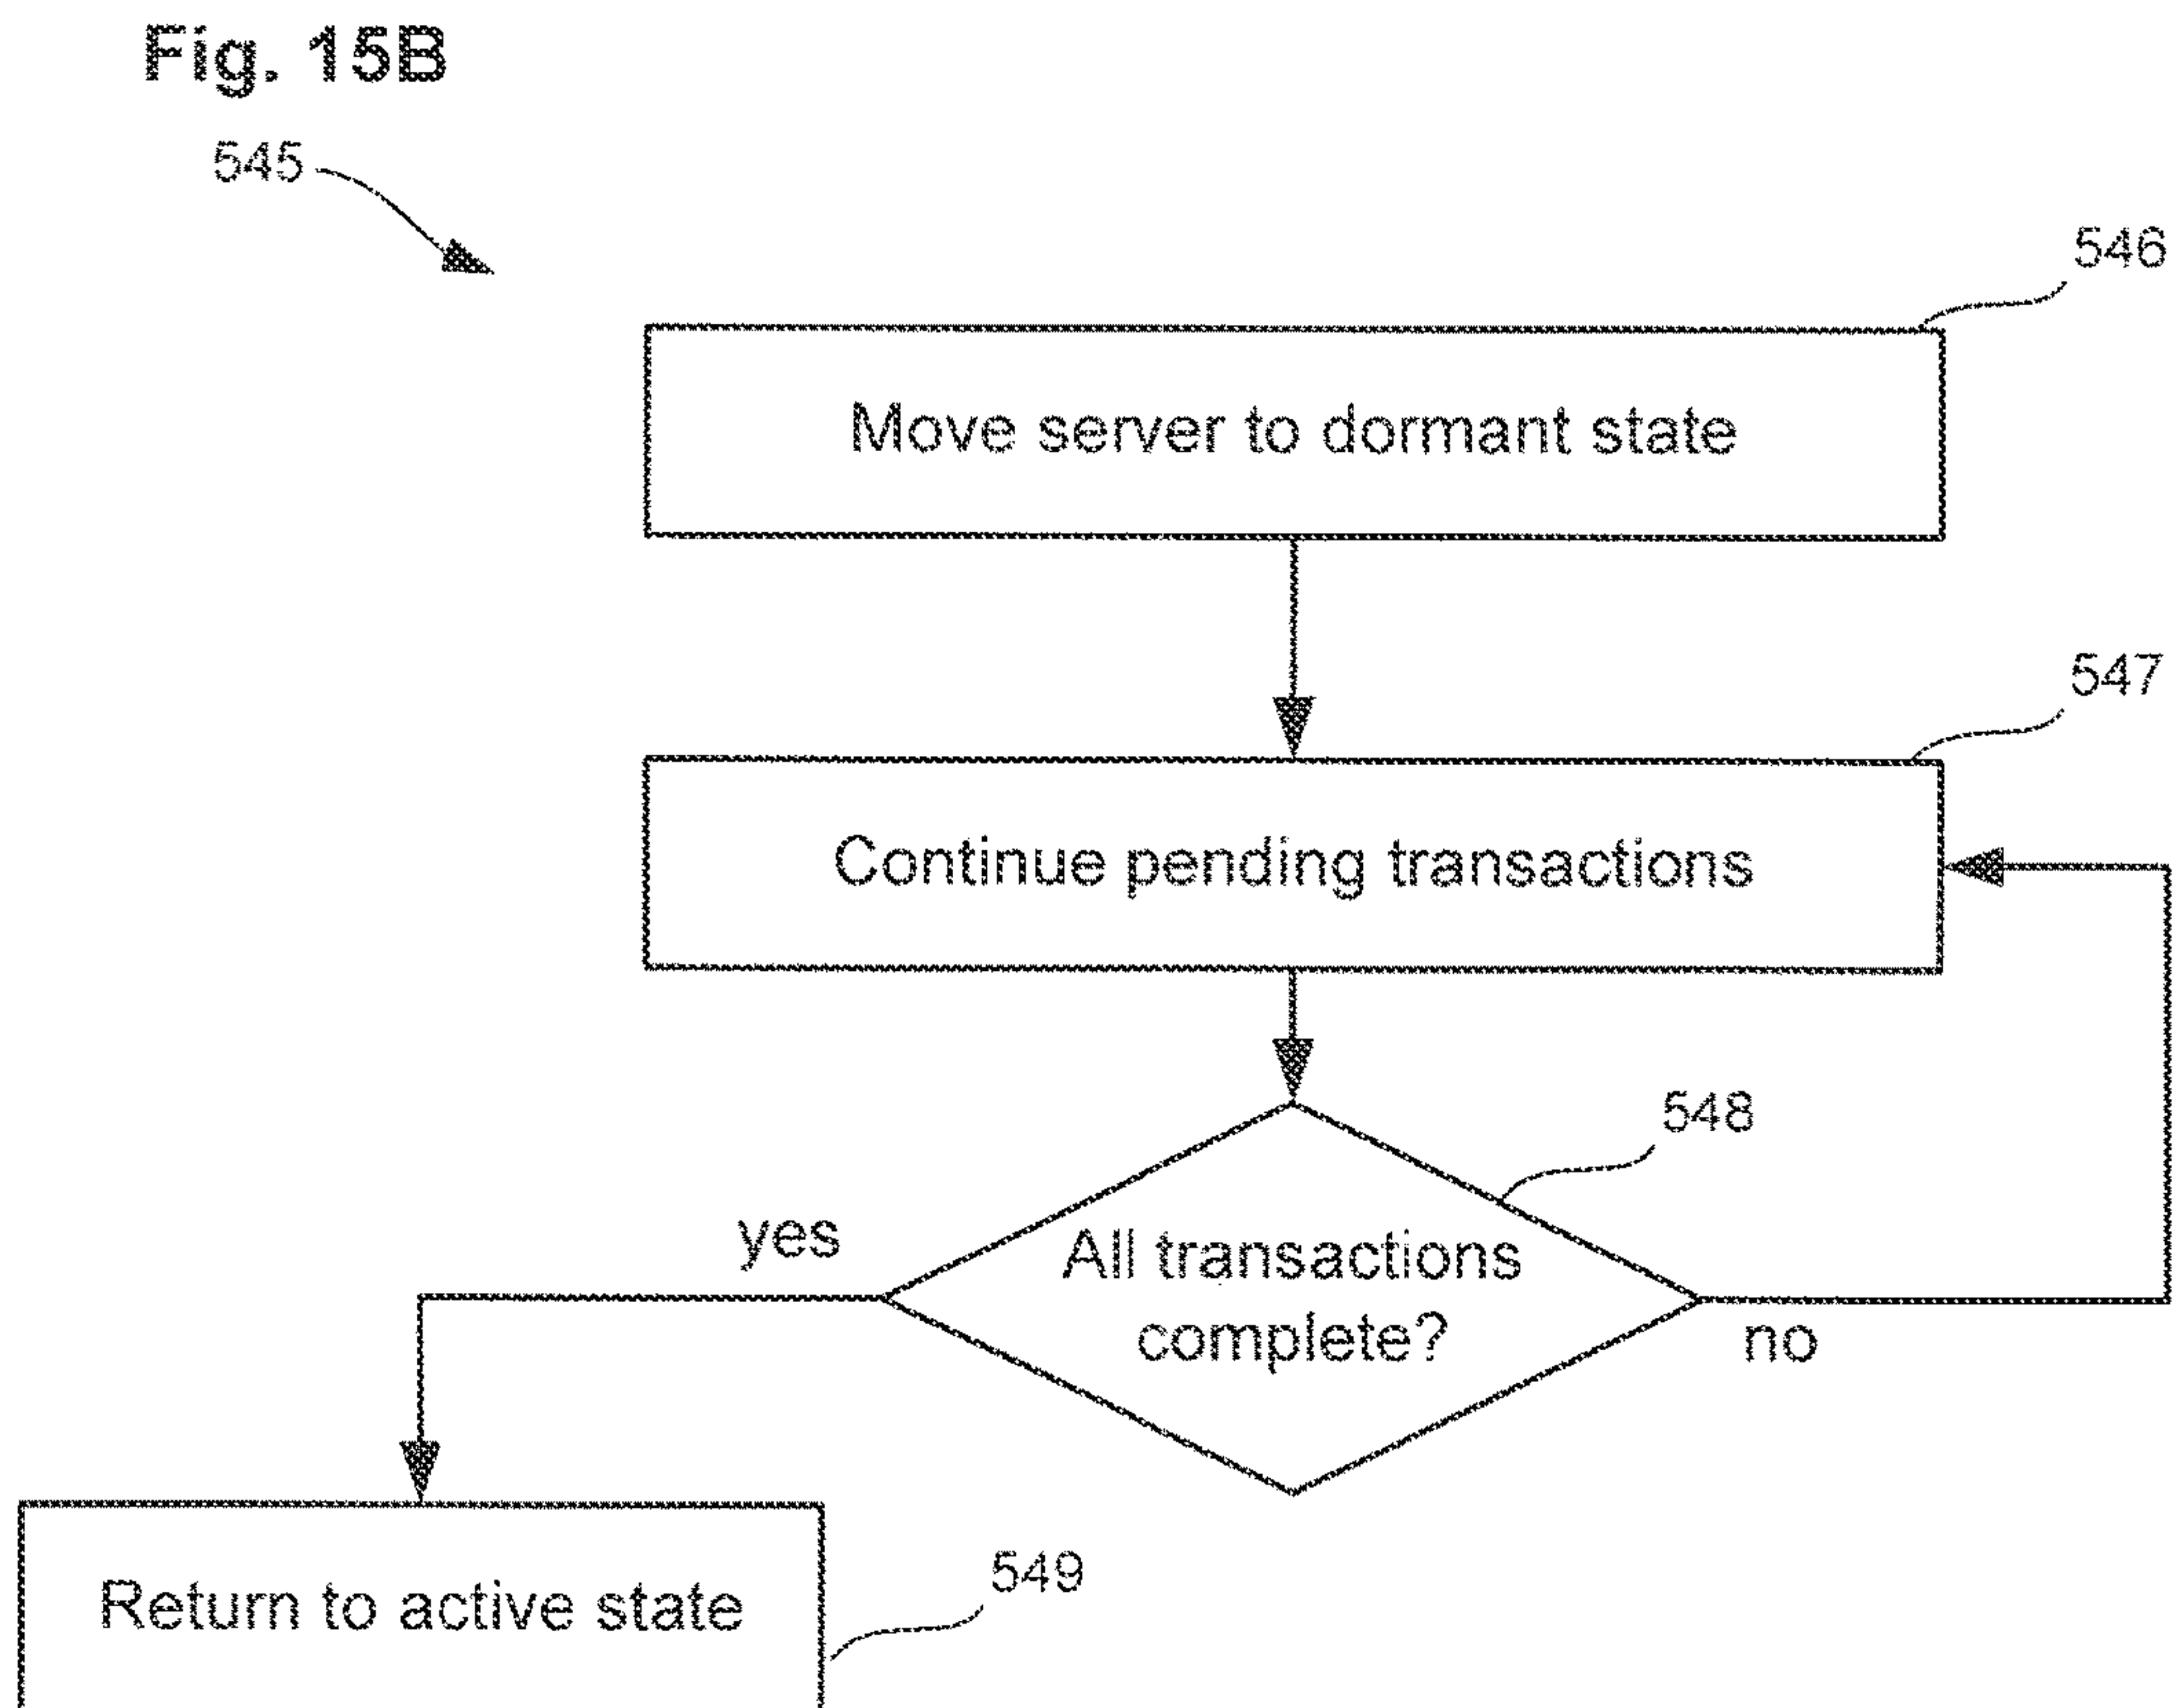 Fig. 15B
545
546
Move server to dormant state
547
Continue pending transactions
548
yes
All transactions
complete?
no
549
Return to active state